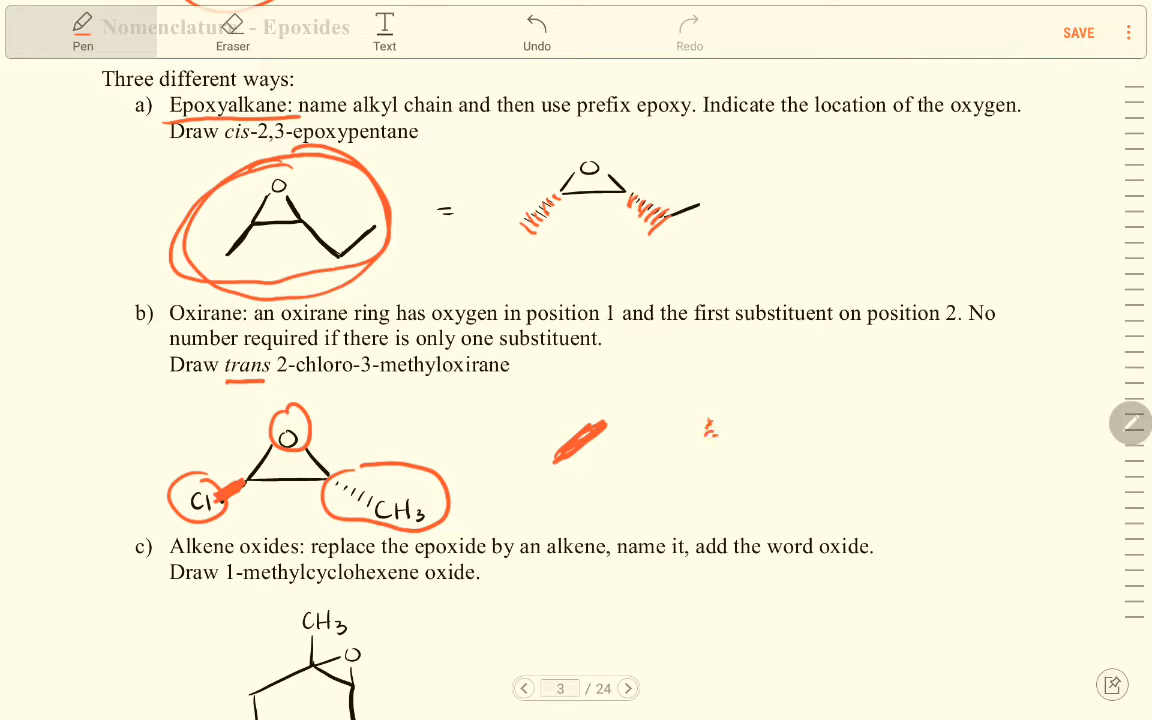 Nomenclature - Epoxides
Pen
Eraser
Text
Undo
Redo
SAVE
Three different ways:
a) Epoxyalkane: name alkyl chain and then use prefix epoxy. Indicate the location of the oxygen.
Draw cis-2,3-epoxypentane
O
=
O
b) Oxirane: an oxirane ring has oxygen in position 1 and the first substituent on position 2. No
number required if there is only one substituent.
Draw trans 2-chloro-3-methyloxirane
O
Cl
CH3
c) Alkene oxides: replace the epoxide by an alkene, name it, add the word oxide.
Draw 1-methylcyclohexene oxide.
CH3
O
3 / 24